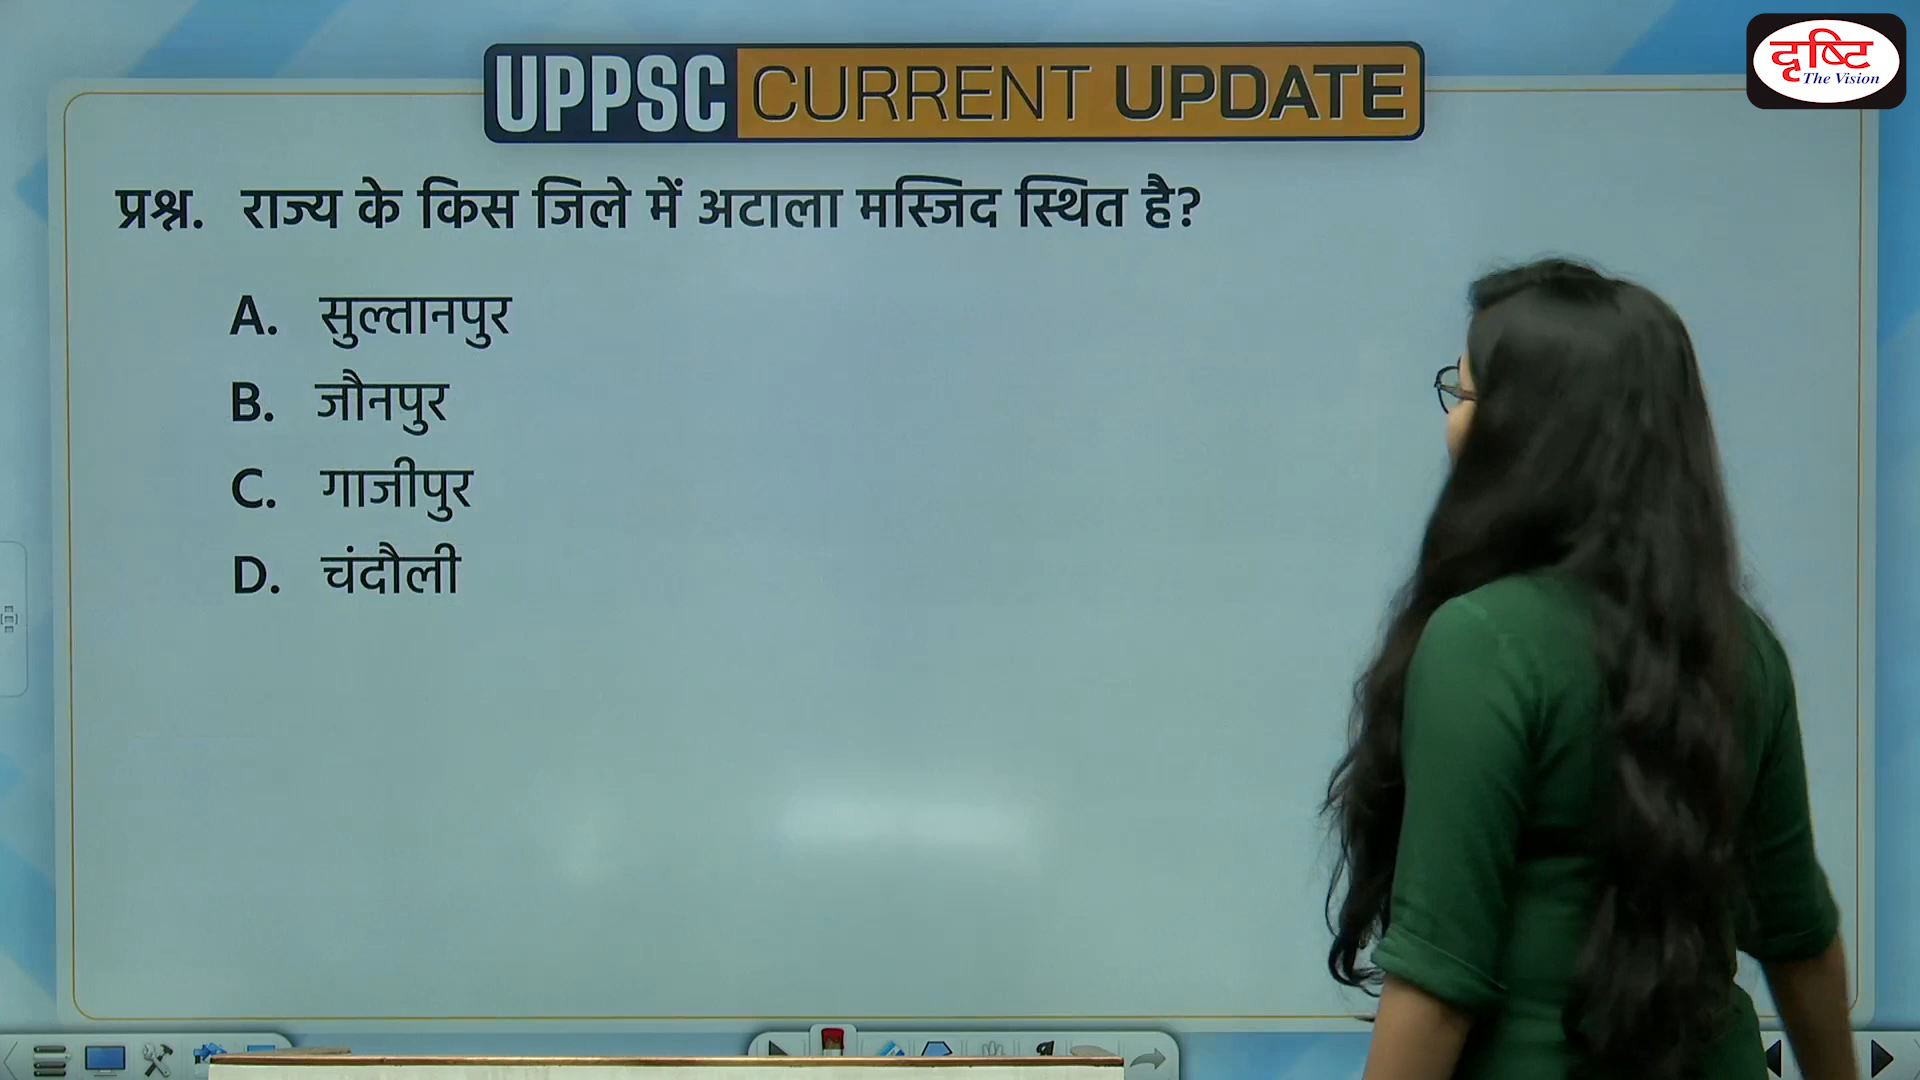 UPPSC CURRENT UPDATE
दृष्टि
The Vision
प्रश्न. राज्य के किस जिले में अटाला मस्जिद स्थित है?
A. सुल्तानपुर
B. जौनपुर
C. गाजीपुर
D. चंदौली